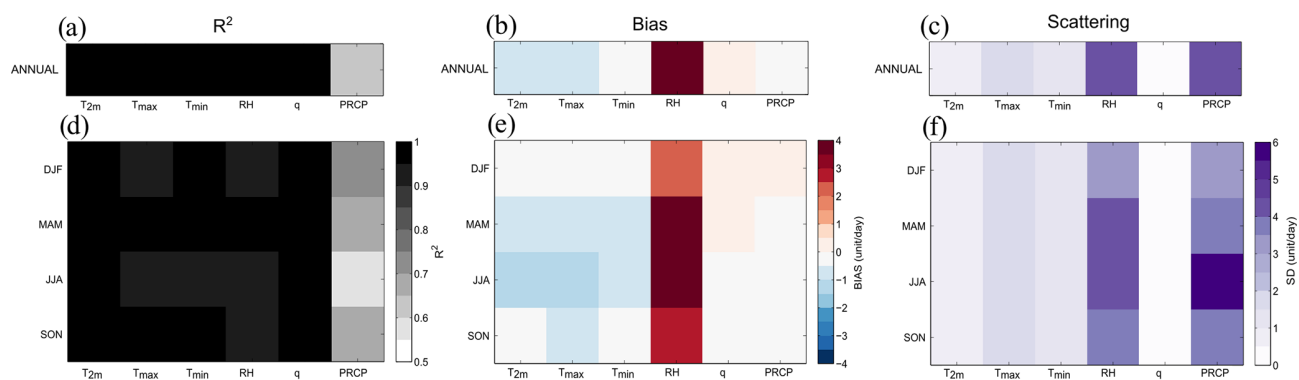 (a) R²
ANNUAL
T2m Tmax Tmin RH q PRCP
(b) Bias
ANNUAL
T2m Tmax Tmin RH q PRCP
(c) Scattering
ANNUAL
T2m Tmax Tmin RH q PRCP
(d)
DJF
MAM
JJA
SON
T2m Tmax Tmin RH q PRCP
1
0.9
0.8
0.7
0.6
0.5
R²
(e)
DJF
MAM
JJA
SON
T2m Tmax Tmin RH q PRCP
4
3
2
1
0
−1
−2
−3
−4
BIAS (unit/day)
(f)
DJF
MAM
JJA
SON
T2m Tmax Tmin RH q PRCP
6
5
4
3
2
1
0
SD (unit/day)